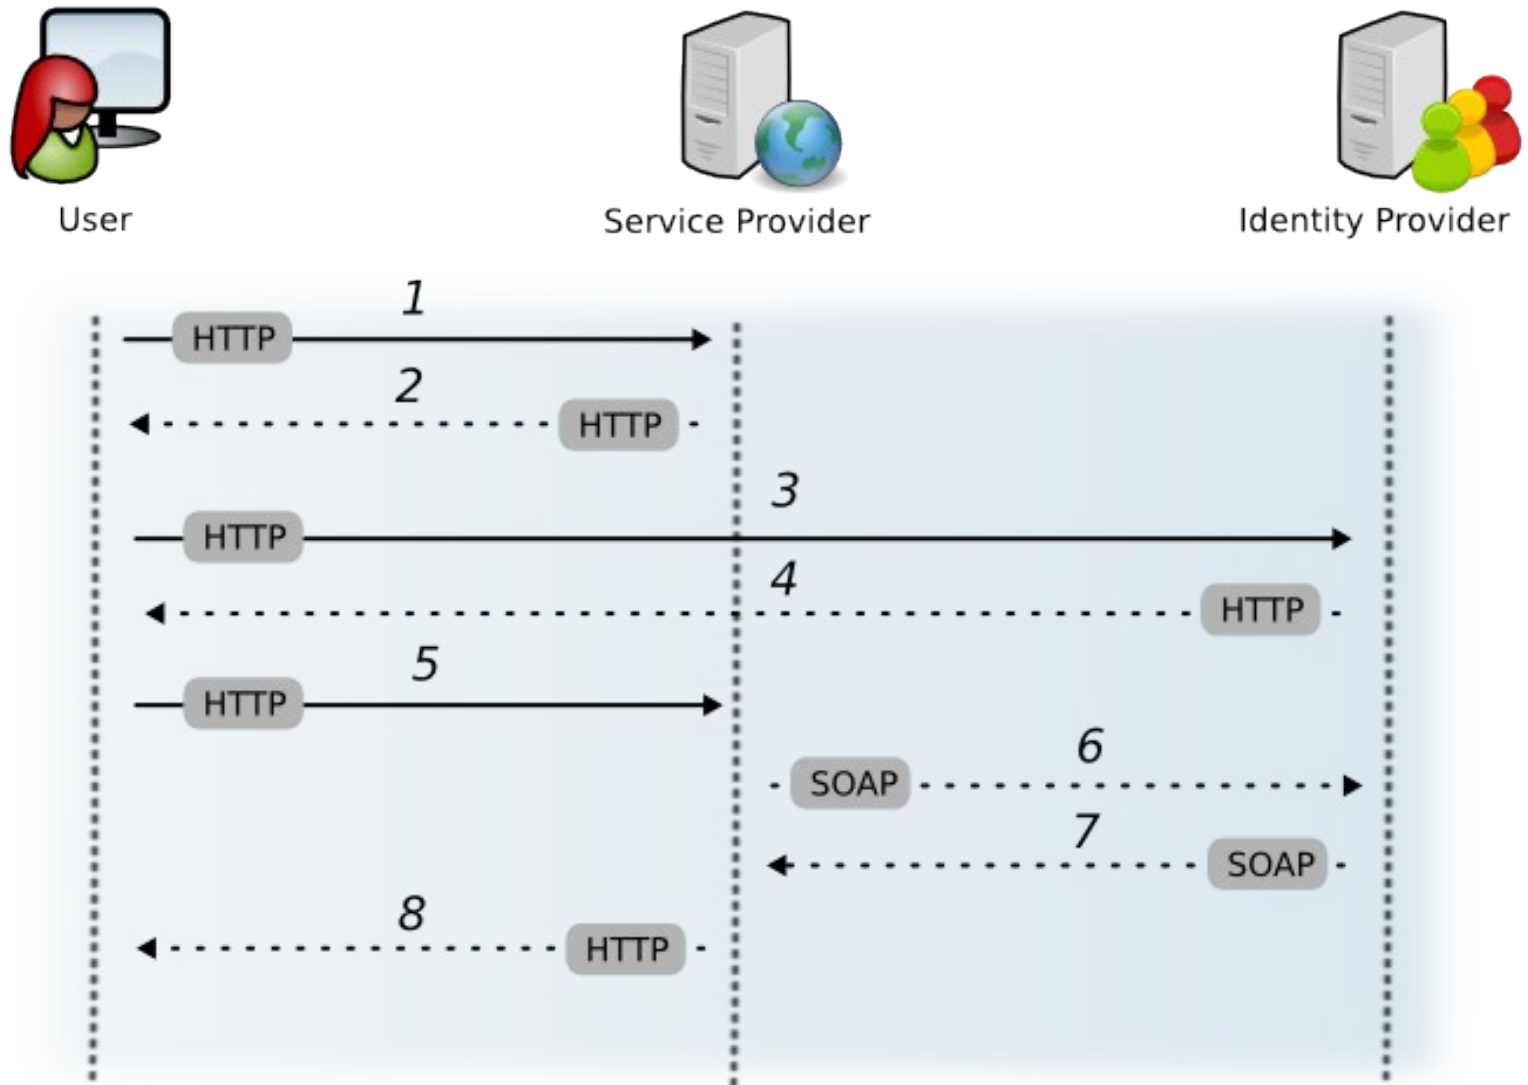 User
Service Provider
Identity Provider
1
HTTP
2
HTTP
3
HTTP
4
HTTP
5
HTTP
6
SOAP
7
SOAP
8
HTTP